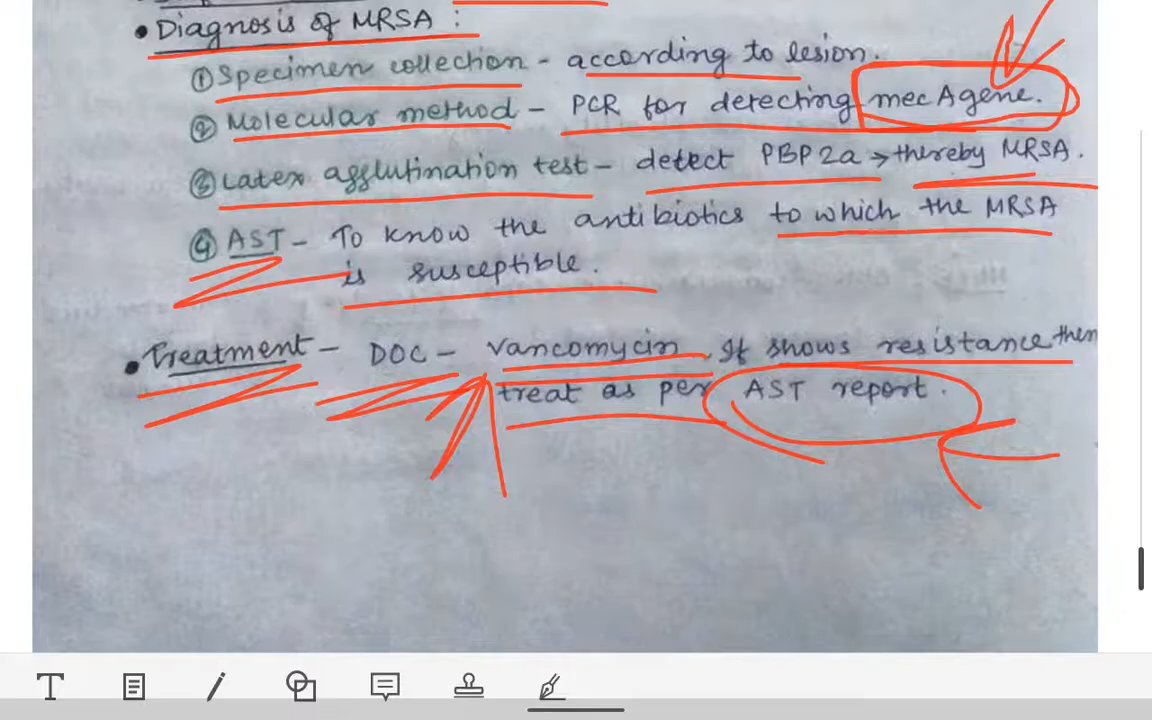 • Diagnosis of MRSA :
① Specimen collection - according to lesion.
② Molecular method - PCR for detecting mecA gene.
③ Latex agglutination test - detect PBP2a → thereby MRSA.
④ AST - To know the antibiotics to which the MRSA
is susceptible.
• Treatment - DOC - Vancomycin. If shows resistance then
treat as per AST report.
T